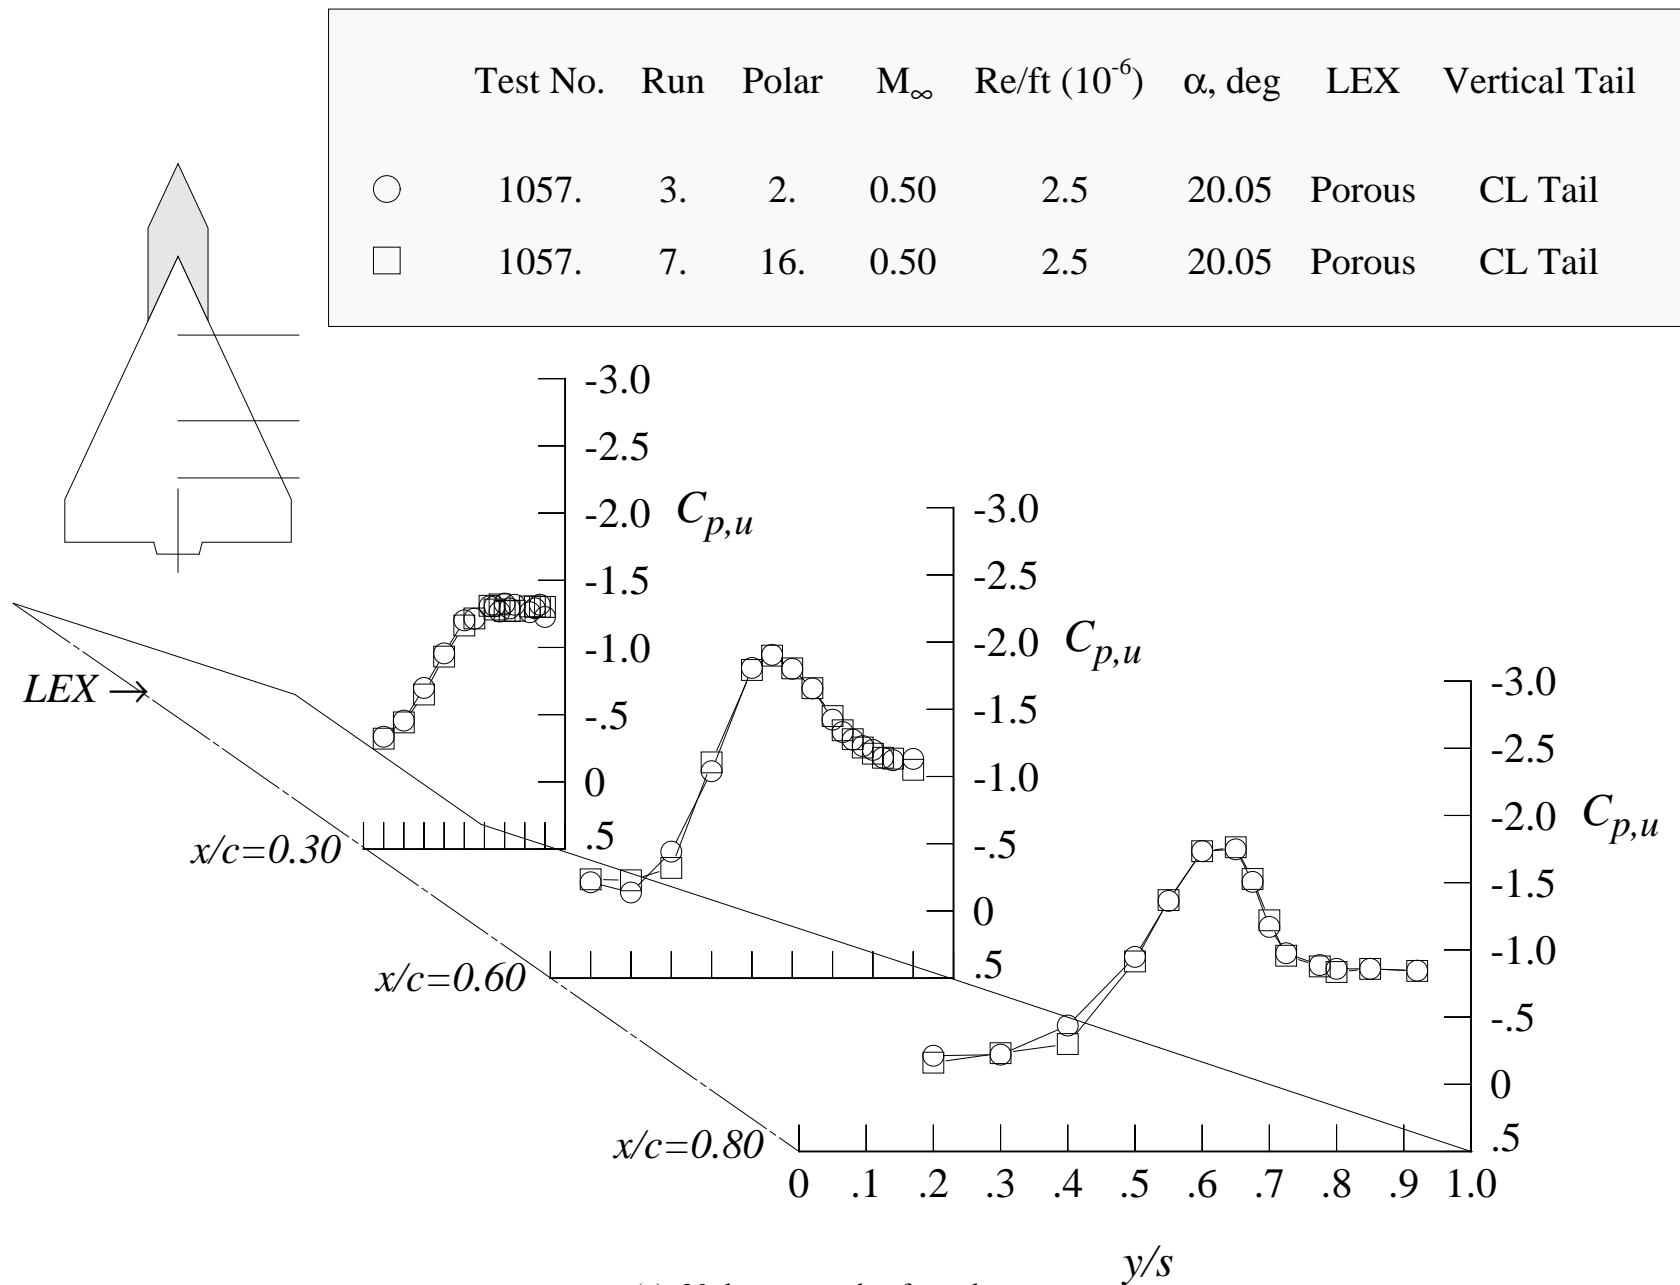 Test No. Run Polar M∞ Re/ft (10-6) α, deg LEX Vertical Tail
1057. 3. 2. 0.50 2.5 20.05 Porous CL Tail
1057. 7. 16. 0.50 2.5 20.05 Porous CL Tail
-3.0
-2.5
-2.0
-1.5
-1.0
-.5
0
.5
Cp,u
x/c=0.30
LEX →
-3.0
-2.5
-2.0
-1.5
-1.0
-.5
0
.5
Cp,u
x/c=0.60
-3.0
-2.5
-2.0
-1.5
-1.0
-.5
0
.5
Cp,u
x/c=0.80
0 .1 .2 .3 .4 .5 .6 .7 .8 .9 1.0
y/s